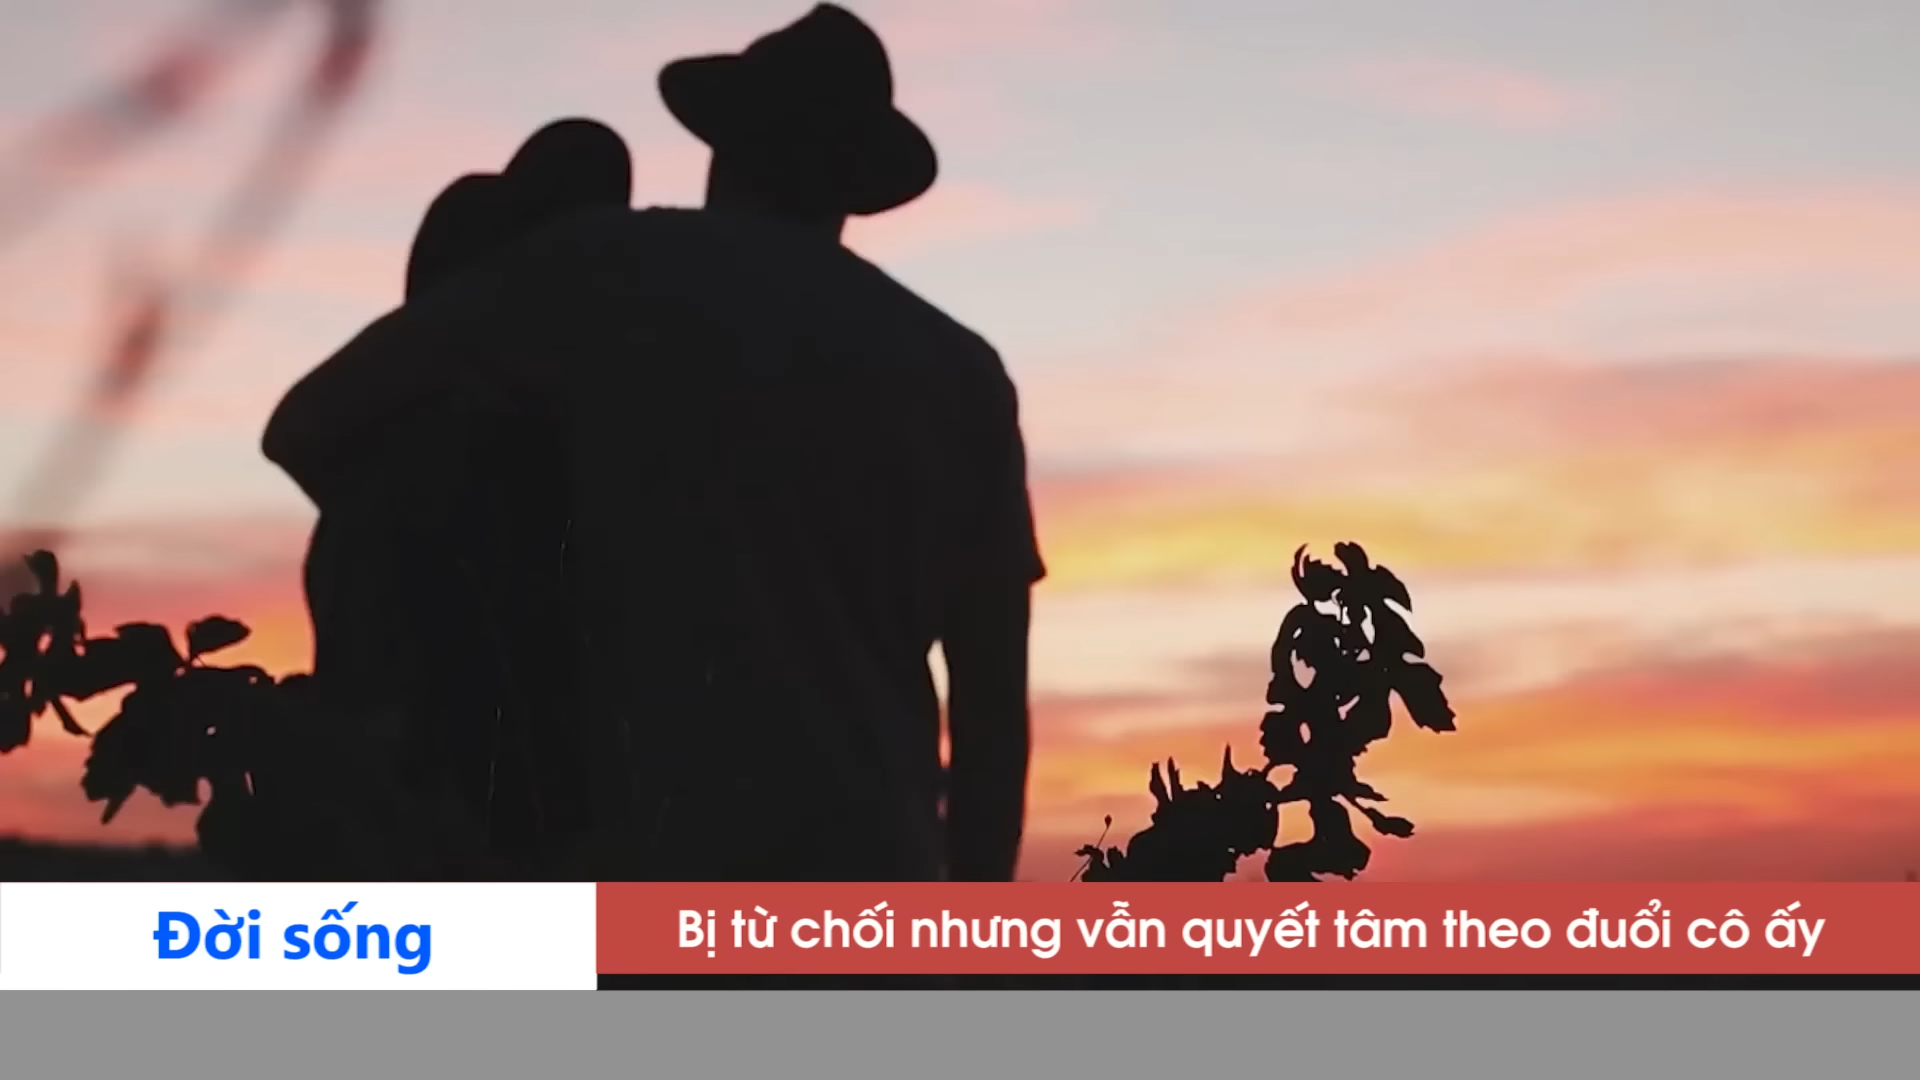 Đời sống
Bị từ chối nhưng vẫn quyết tâm theo đuổi cô ấy